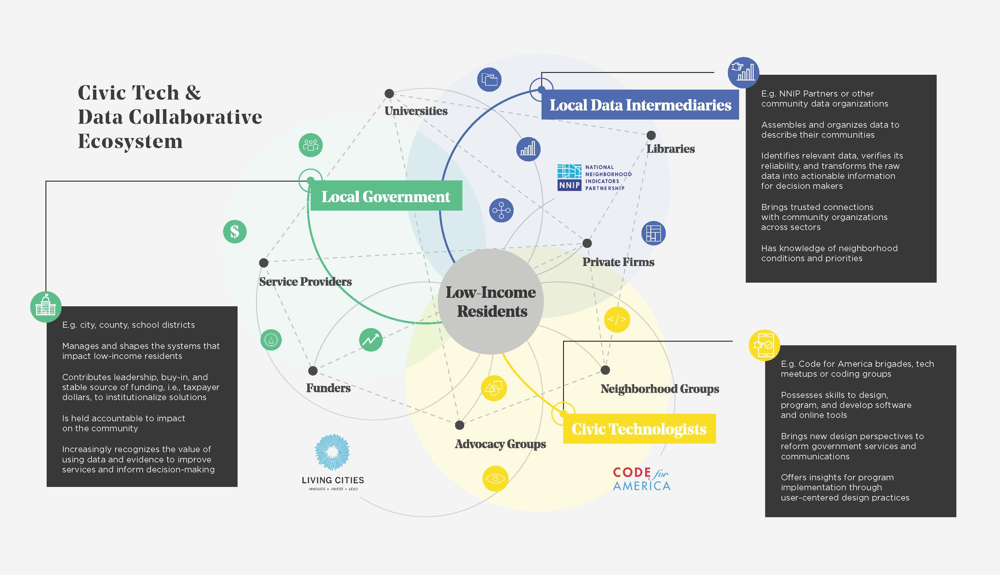 Civic Tech &
Data Collaborative
Ecosystem
Universities
Local Data Intermediaries
Libraries
NNIP
NATIONAL
NEIGHBORHOOD
INDICATORS
PARTNERSHIP
Local Government
$
Private Firms
Service Providers
Low-Income
Residents
</>
Funders
Neighborhood Groups
Civic Technologists
Advocacy Groups
LIVING CITIES
INNOVATE ▸ INVEST ▸ LEAD
CODE for
AMERICA
E.g. NNIP Partners or other
community data organizations
Assembles and organizes data to
describe their communities
Identifies relevant data, verifies its
reliability, and transforms the raw
data into actionable information
for decision makers
Brings trusted connections
with community organizations
across sectors
Has knowledge of neighborhood
conditions and priorities
E.g. city, county, school districts
Manages and shapes the systems that
impact low-income residents
Contributes leadership, buy-in, and
stable source of funding, i.e., taxpayer
dollars, to institutionalize solutions
Is held accountable to impact
on the community
Increasingly recognizes the value of
using data and evidence to improve
services and inform decision-making
E.g. Code for America brigades, tech
meetups or coding groups
Possesses skills to design,
program, and develop software
and online tools
Brings new design perspectives to
reform government services and
communications
Offers insights for program
implementation through
user-centered design practices